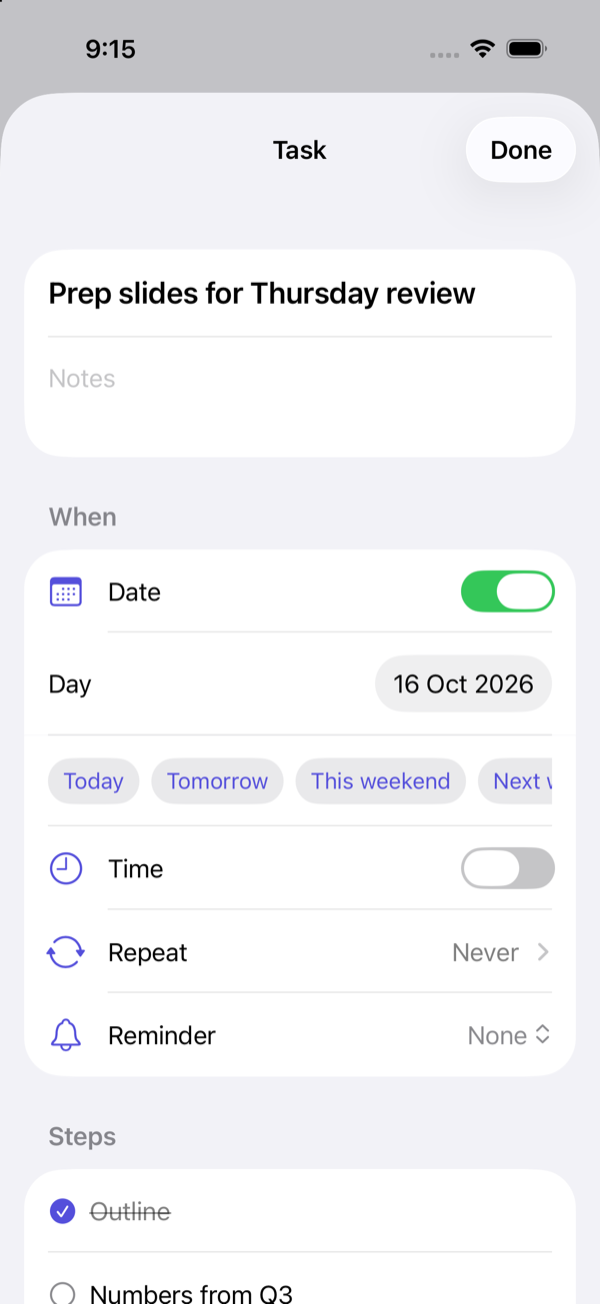 9:15
Task
Done
Prep slides for Thursday review
Notes
When
Date
Day 16 Oct 2026
Today Tomorrow This weekend Next
Time
Repeat Never
Reminder None
Steps
Outline
Numbers from Q3